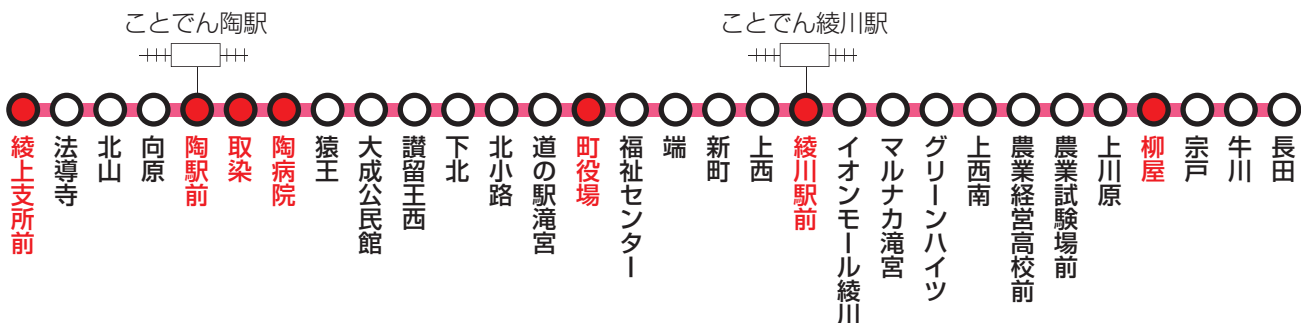 ことでん陶駅
ことでん綾川駅
綾上支所前
法導寺
北山
向原
陶駅前
取染
陶病院
猿王
大成公民館
讃留王西
下北
北小路
道の駅滝宮
町役場
福祉センター
端
新町
上西
綾川駅前
イオンモール綾川
マルナカ滝宮
グリーンハイツ
上西南
農業経営高校前
農業試験場前
上川原
柳屋
宗戸
牛川
長田